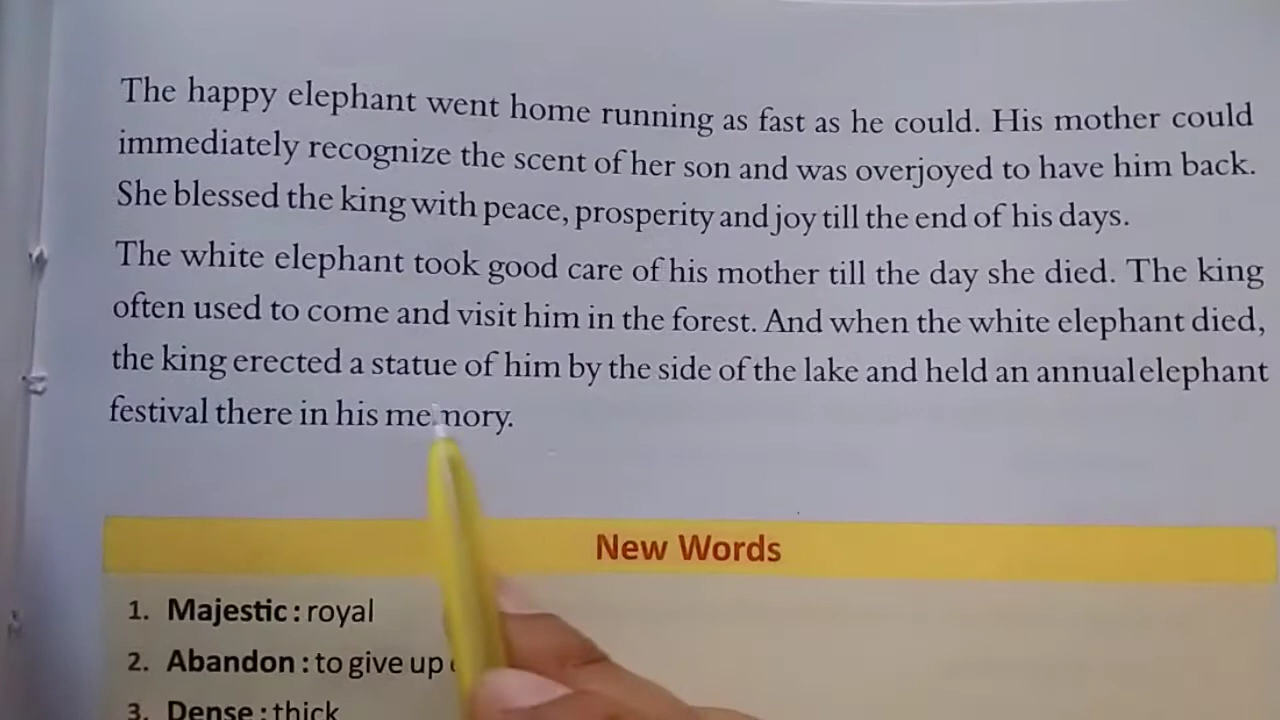 The happy elephant went home running as fast as he could. His mother could
immediately recognize the scent of her son and was overjoyed to have him back.
She blessed the king with peace, prosperity and joy till the end of his days.
The white elephant took good care of his mother till the day she died. The king
often used to come and visit him in the forest. And when the white elephant died,
the king erected a statue of him by the side of the lake and held an annual elephant
festival there in his memory.
New Words
1. Majestic : royal
2. Abandon : to give up
3. Dense : thick